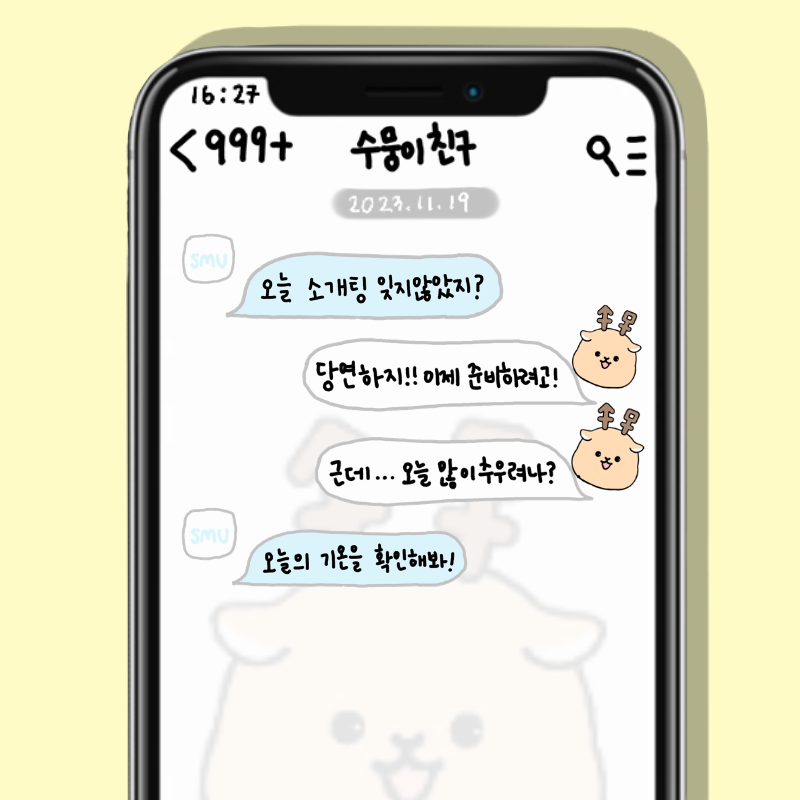 16:27
<999+ 수뭉이친구
2023.11.19
SMU
오늘 소개팅 잊지않았지?
당연하지!! 이제 준비하려고!
근데... 오늘 많이추우려나?
SMU
오늘의 기온을 확인해봐!